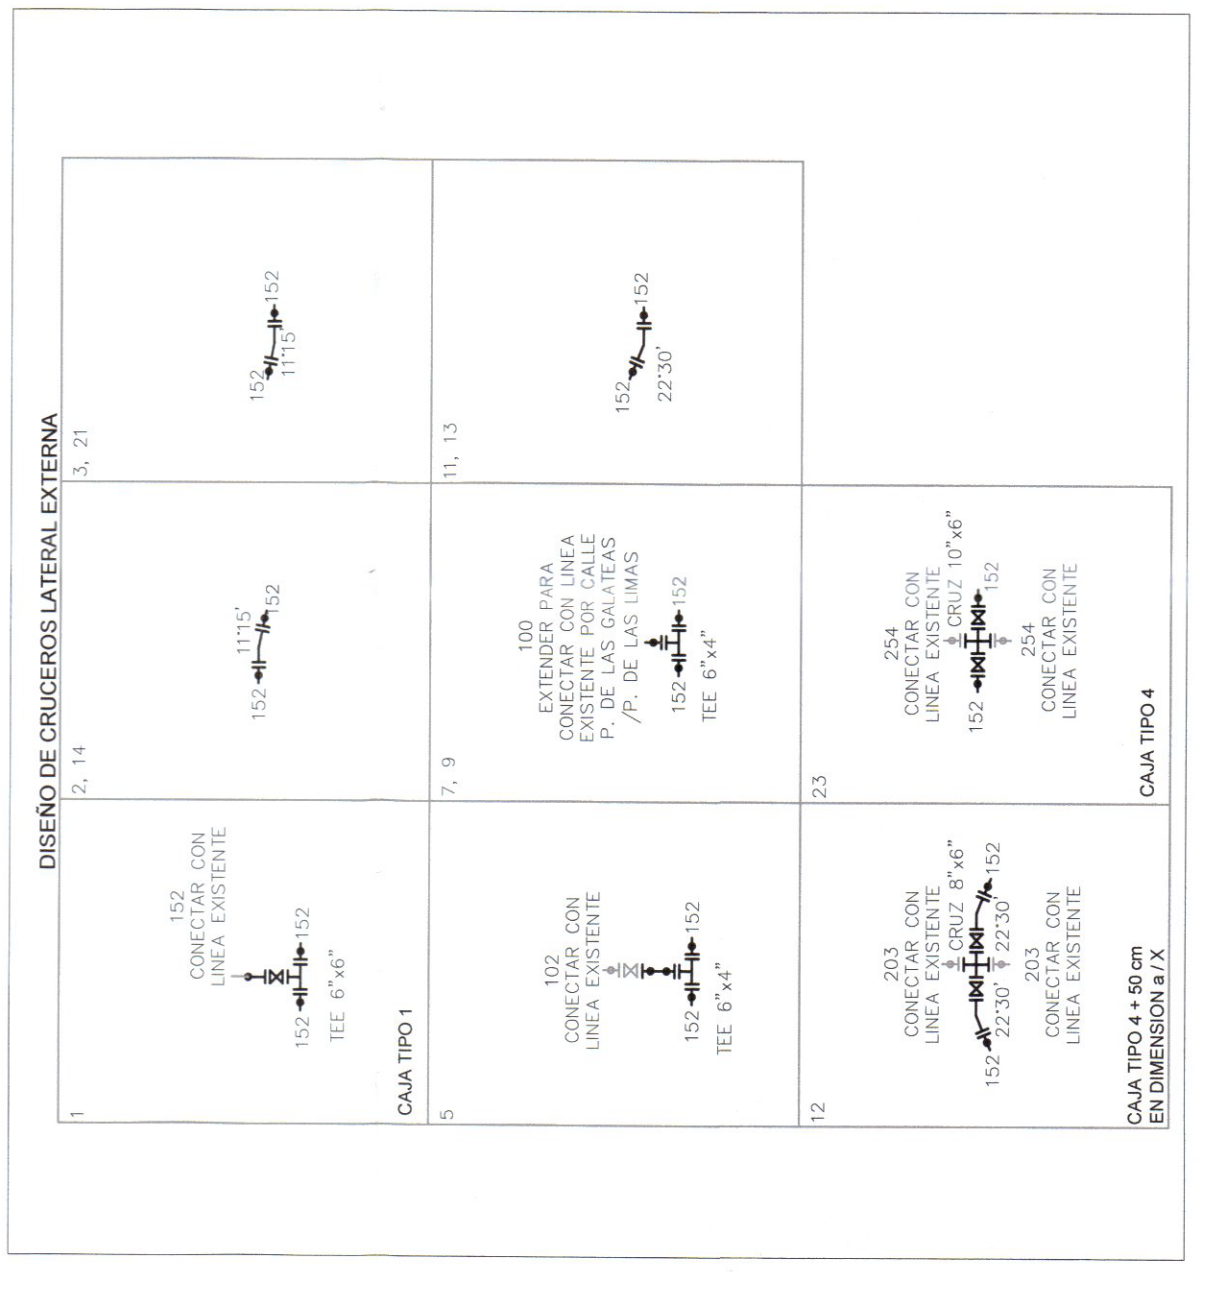 DISEÑO DE CRUCEROS LATERAL EXTERNA
1
152
CONECTAR CON
LINEA EXISTENTE
152
152
TEE 6"x6"
CAJA TIPO 1
2, 14
152
11°15'
152
3, 21
152
11°15'
152
5
102
CONECTAR CON
LINEA EXISTENTE
152
152
TEE 6"x4"
7, 9
100
EXTENDER PARA
CONECTAR CON LINEA
EXISTENTE POR CALLE
P. DE LAS GALATEAS
/P. DE LAS LIMAS
152
152
TEE 6"x4"
11, 13
152
22°30'
152
12
203
CONECTAR CON
LINEA EXISTENTE
CRUZ 8"x6"
152
22°30'
22°30'
152
203
CONECTAR CON
LINEA EXISTENTE
CAJA TIPO 4 + 50 cm
EN DIMENSION a / X
23
254
CONECTAR CON
LINEA EXISTENTE
CRUZ 10"x6"
152
152
254
CONECTAR CON
LINEA EXISTENTE
CAJA TIPO 4